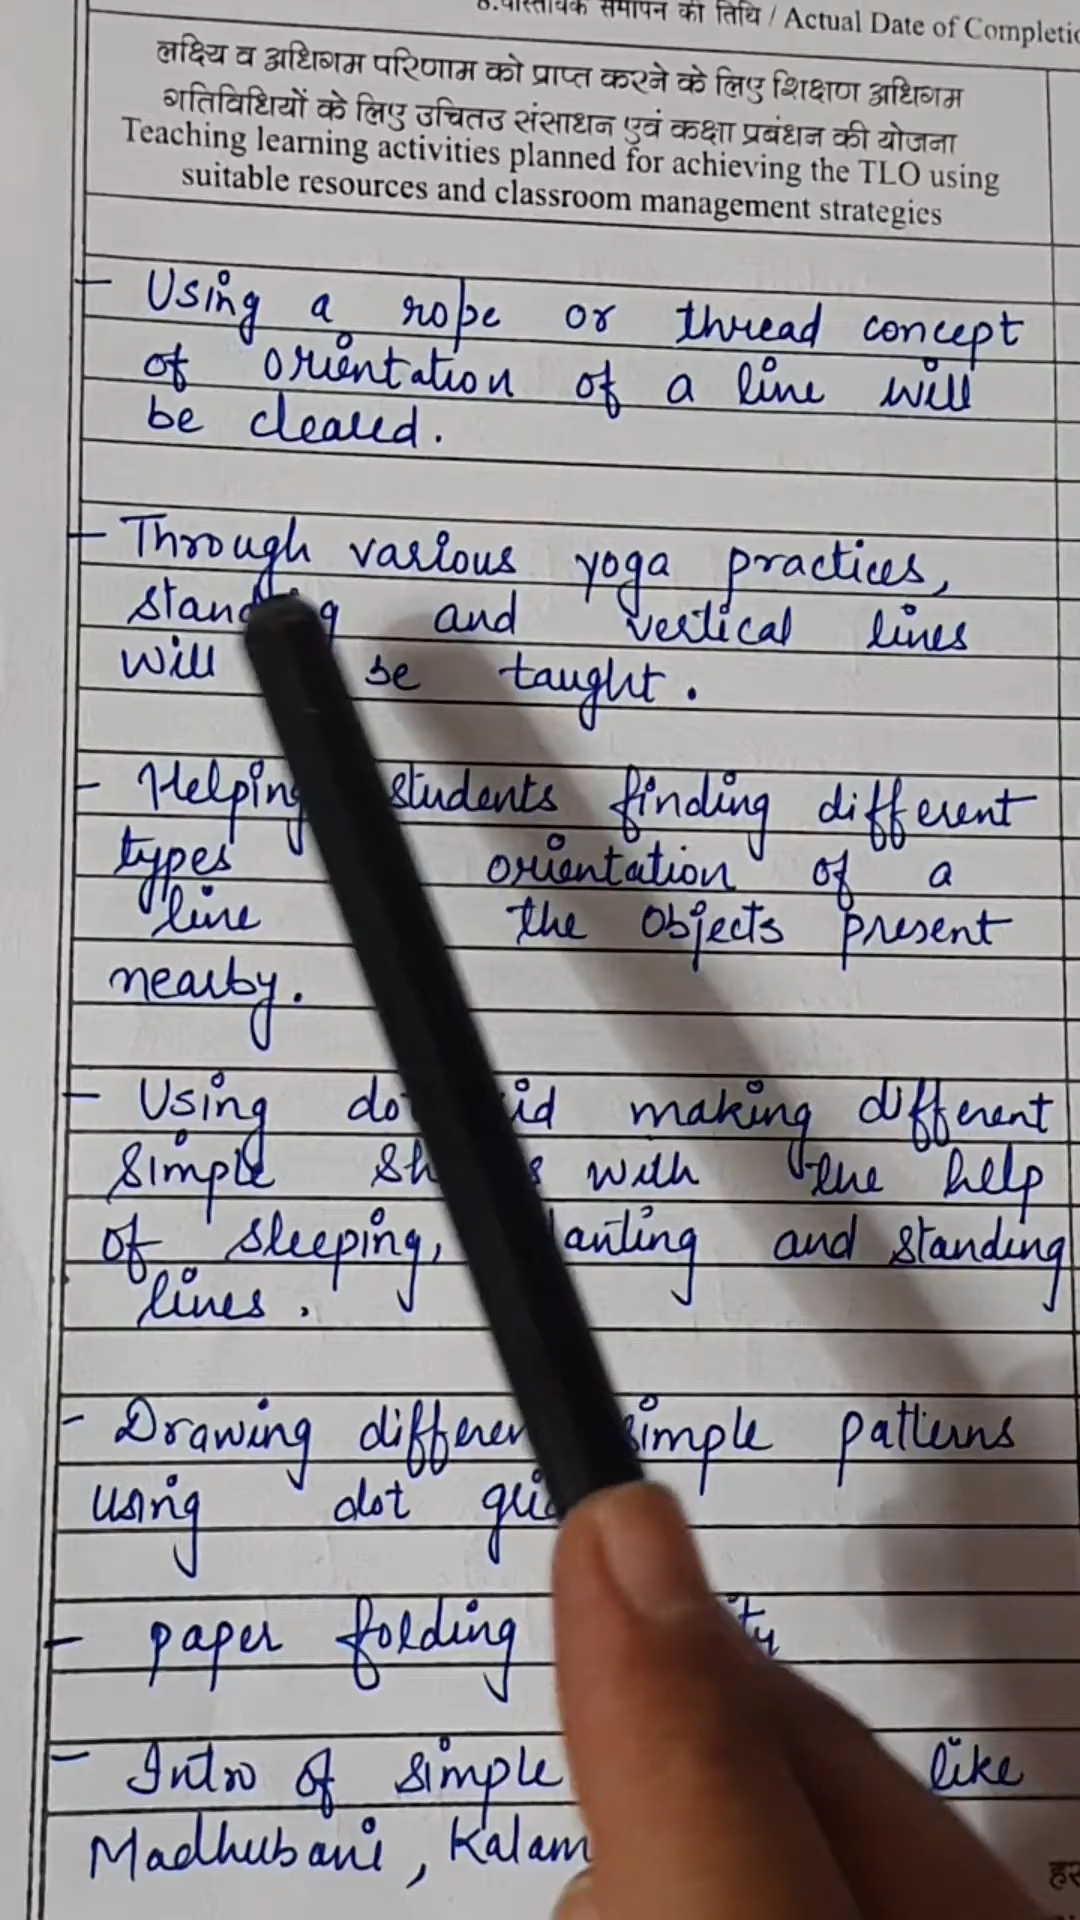 8.वास्तविक समापन की तिथि / Actual Date of
लक्ष्यि व अधिगम परिणाम को प्राप्त करने के लिए शिक्षण अधिगम
गतिविधियों के लिए उचितउ संसाधन एवं कक्षा प्रबंधन की योजना
Teaching learning activities planned for achieving the TLO using
suitable resources and classroom management strategies
- Using a rope or thread concept
of orientation of a line will
be cleared.
- Through various yoga practices,
standing and vertical lines
will be taught.
- Helping students finding different
types orientation of a
line the objects present
nearby.
- Using making different
simple with the help
of sleeping, and standing
lines.
- Drawing simple patterns
using dot
- paper folding
- Intro of simple like
Madhubani,